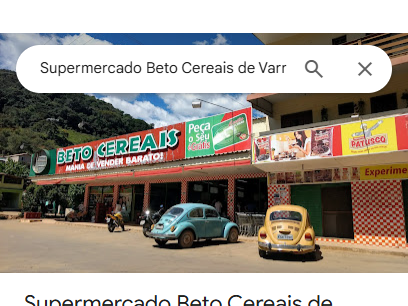 Supermercado Beto Cereais de Varr
BETO CEREAIS
MANIA DE VENDER BARATO!
Peça
o Seu
PATUSCO
Experime
Supermercado Beto Cereais de